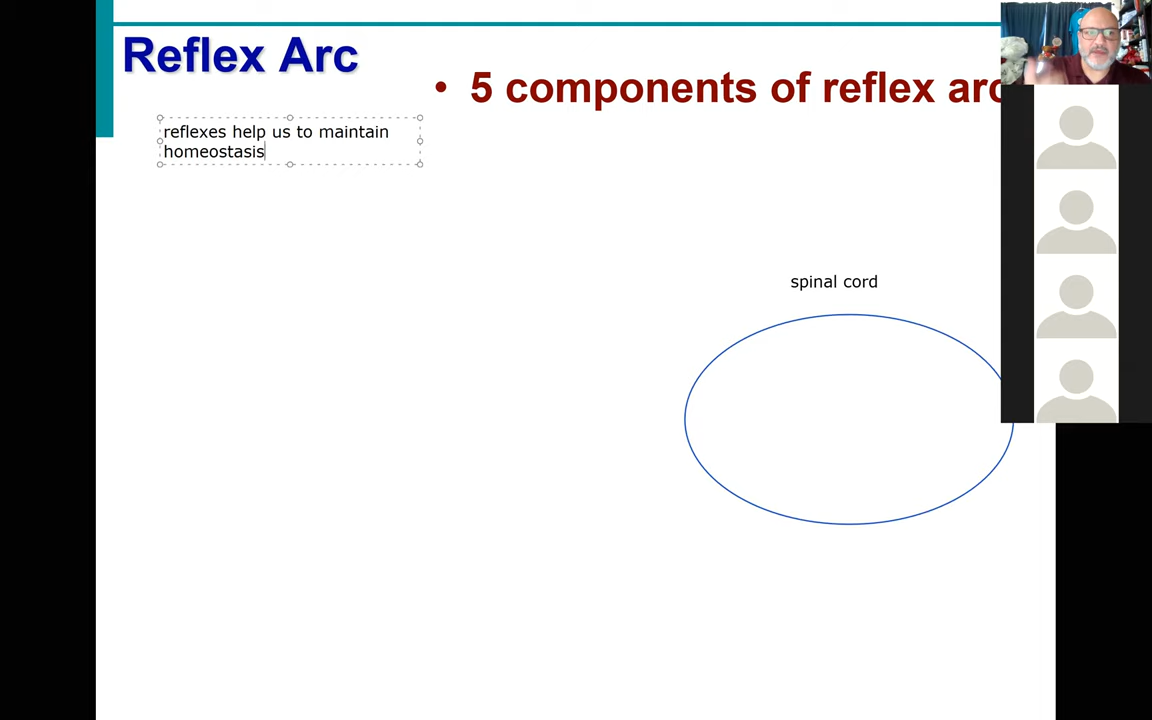 Reflex Arc
• 5 components of reflex arc
reflexes help us to maintain
homeostasis
spinal cord